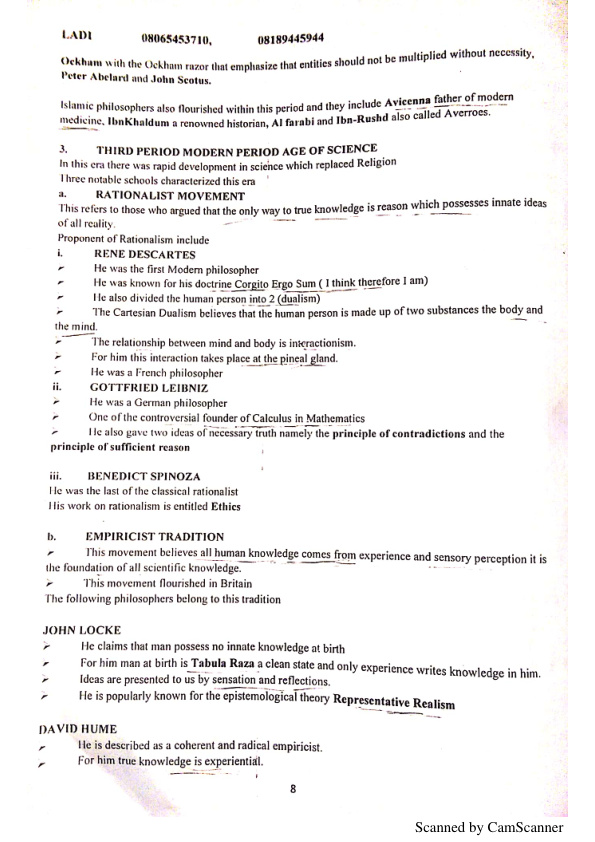 LADI 08065453710, 08189445944
Ockham with the Ockham razor that emphasize that entities should not be multiplied without necessity,
Peter Abelard and John Scotus.
Islamic philosophers also flourished within this period and they include Avicenna father of modern
medicine, IbnKhaldum a renowned historian, Al farabi and Ibn-Rushd also called Averroes.
3. THIRD PERIOD MODERN PERIOD AGE OF SCIENCE
In this era there was rapid development in science which replaced Religion
Three notable schools characterized this era
a. RATIONALIST MOVEMENT
This refers to those who argued that the only way to true knowledge is reason which possesses innate ideas
of all reality.
Proponent of Rationalism include
i. RENE DESCARTES
➢ He was the first Modern philosopher
➢ He was known for his doctrine Corgito Ergo Sum ( I think therefore I am)
➢ He also divided the human person into 2 (dualism)
➢ The Cartesian Dualism believes that the human person is made up of two substances the body and
the mind.
➢ The relationship between mind and body is interactionism.
➢ For him this interaction takes place at the pineal gland.
➢ He was a French philosopher
ii. GOTTFRIED LEIBNIZ
➢ He was a German philosopher
➢ One of the controversial founder of Calculus in Mathematics
➢ He also gave two ideas of necessary truth namely the principle of contradictions and the
principle of sufficient reason
iii. BENEDICT SPINOZA
He was the last of the classical rationalist
His work on rationalism is entitled Ethics
b. EMPIRICIST TRADITION
➢ This movement believes all human knowledge comes from experience and sensory perception it is
the foundation of all scientific knowledge.
➢ This movement flourished in Britain
The following philosophers belong to this tradition
JOHN LOCKE
➢ He claims that man possess no innate knowledge at birth
➢ For him man at birth is Tabula Raza a clean state and only experience writes knowledge in him.
➢ Ideas are presented to us by sensation and reflections.
➢ He is popularly known for the epistemological theory Representative Realism
DAVID HUME
➢ He is described as a coherent and radical empiricist.
➢ For him true knowledge is experiential.
8
Scanned by CamScanner